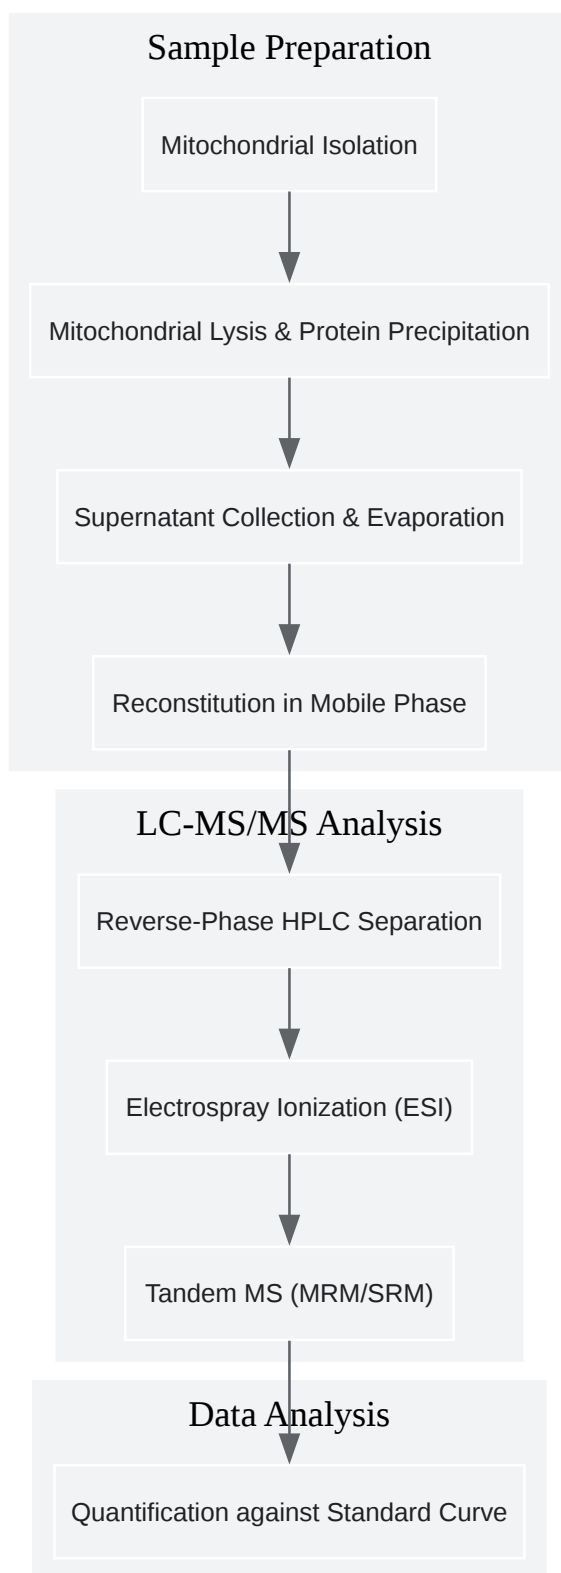 Sample Preparation
Mitochondrial Isolation
Mitochondrial Lysis & Protein Precipitation
Supernatant Collection & Evaporation
Reconstitution in Mobile Phase
LC-MS/MS Analysis
Reverse-Phase HPLC Separation
Electrospray Ionization (ESI)
Tandem MS (MRM/SRM)
Data Analysis
Quantification against Standard Curve